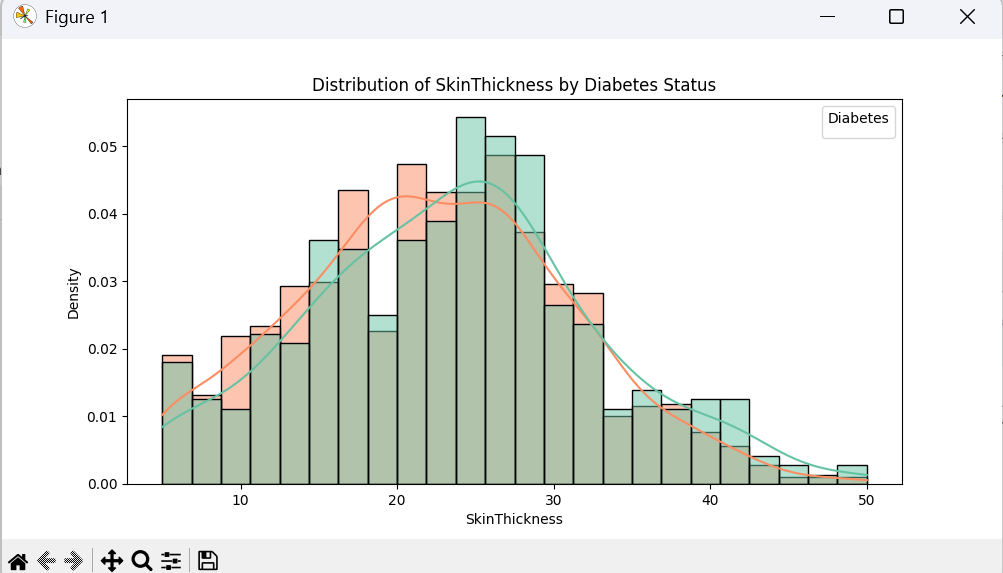 Figure 1
Distribution of SkinThickness by Diabetes Status
Diabetes
0.05
0.04
0.03
0.02
0.01
0.00
Density
10 20 30 40 50
SkinThickness